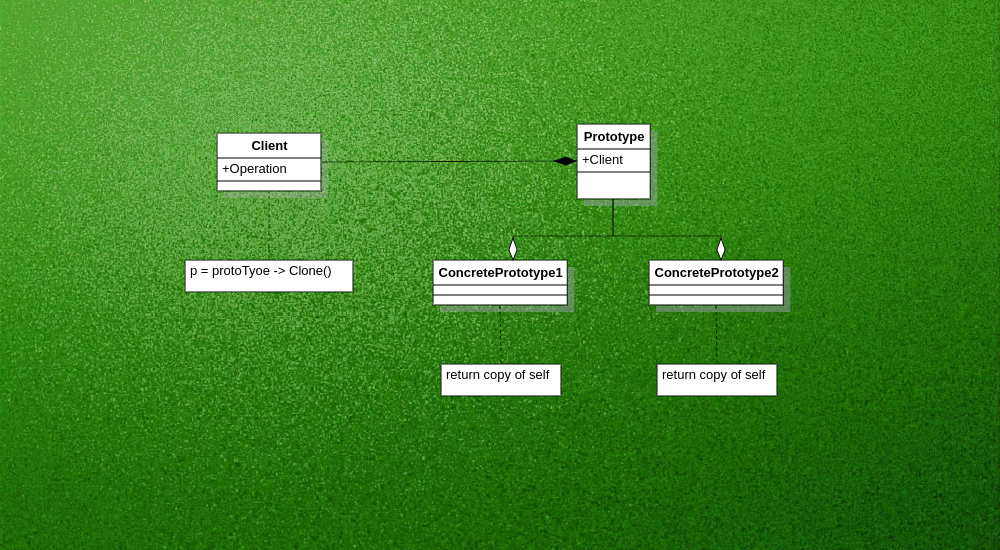 Client
+Operation
Prototype
+Client
p = protoTyoe -> Clone()
ConcretePrototype1
ConcretePrototype2
return copy of self
return copy of self